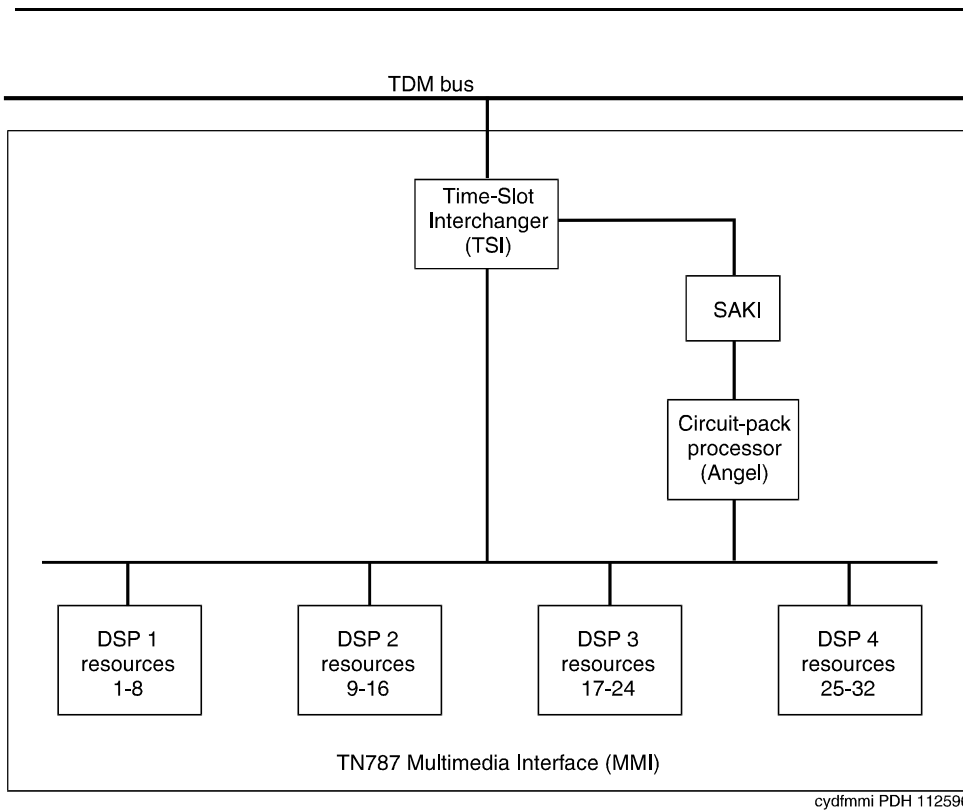 TDM bus
Time-Slot
Interchanger
(TSI)
SAKI
Circuit-pack
processor
(Angel)
DSP 1
resources
1-8
DSP 2
resources
9-16
DSP 3
resources
17-24
DSP 4
resources
25-32
TN787 Multimedia Interface (MMI)
cydfmmi PDH 112596